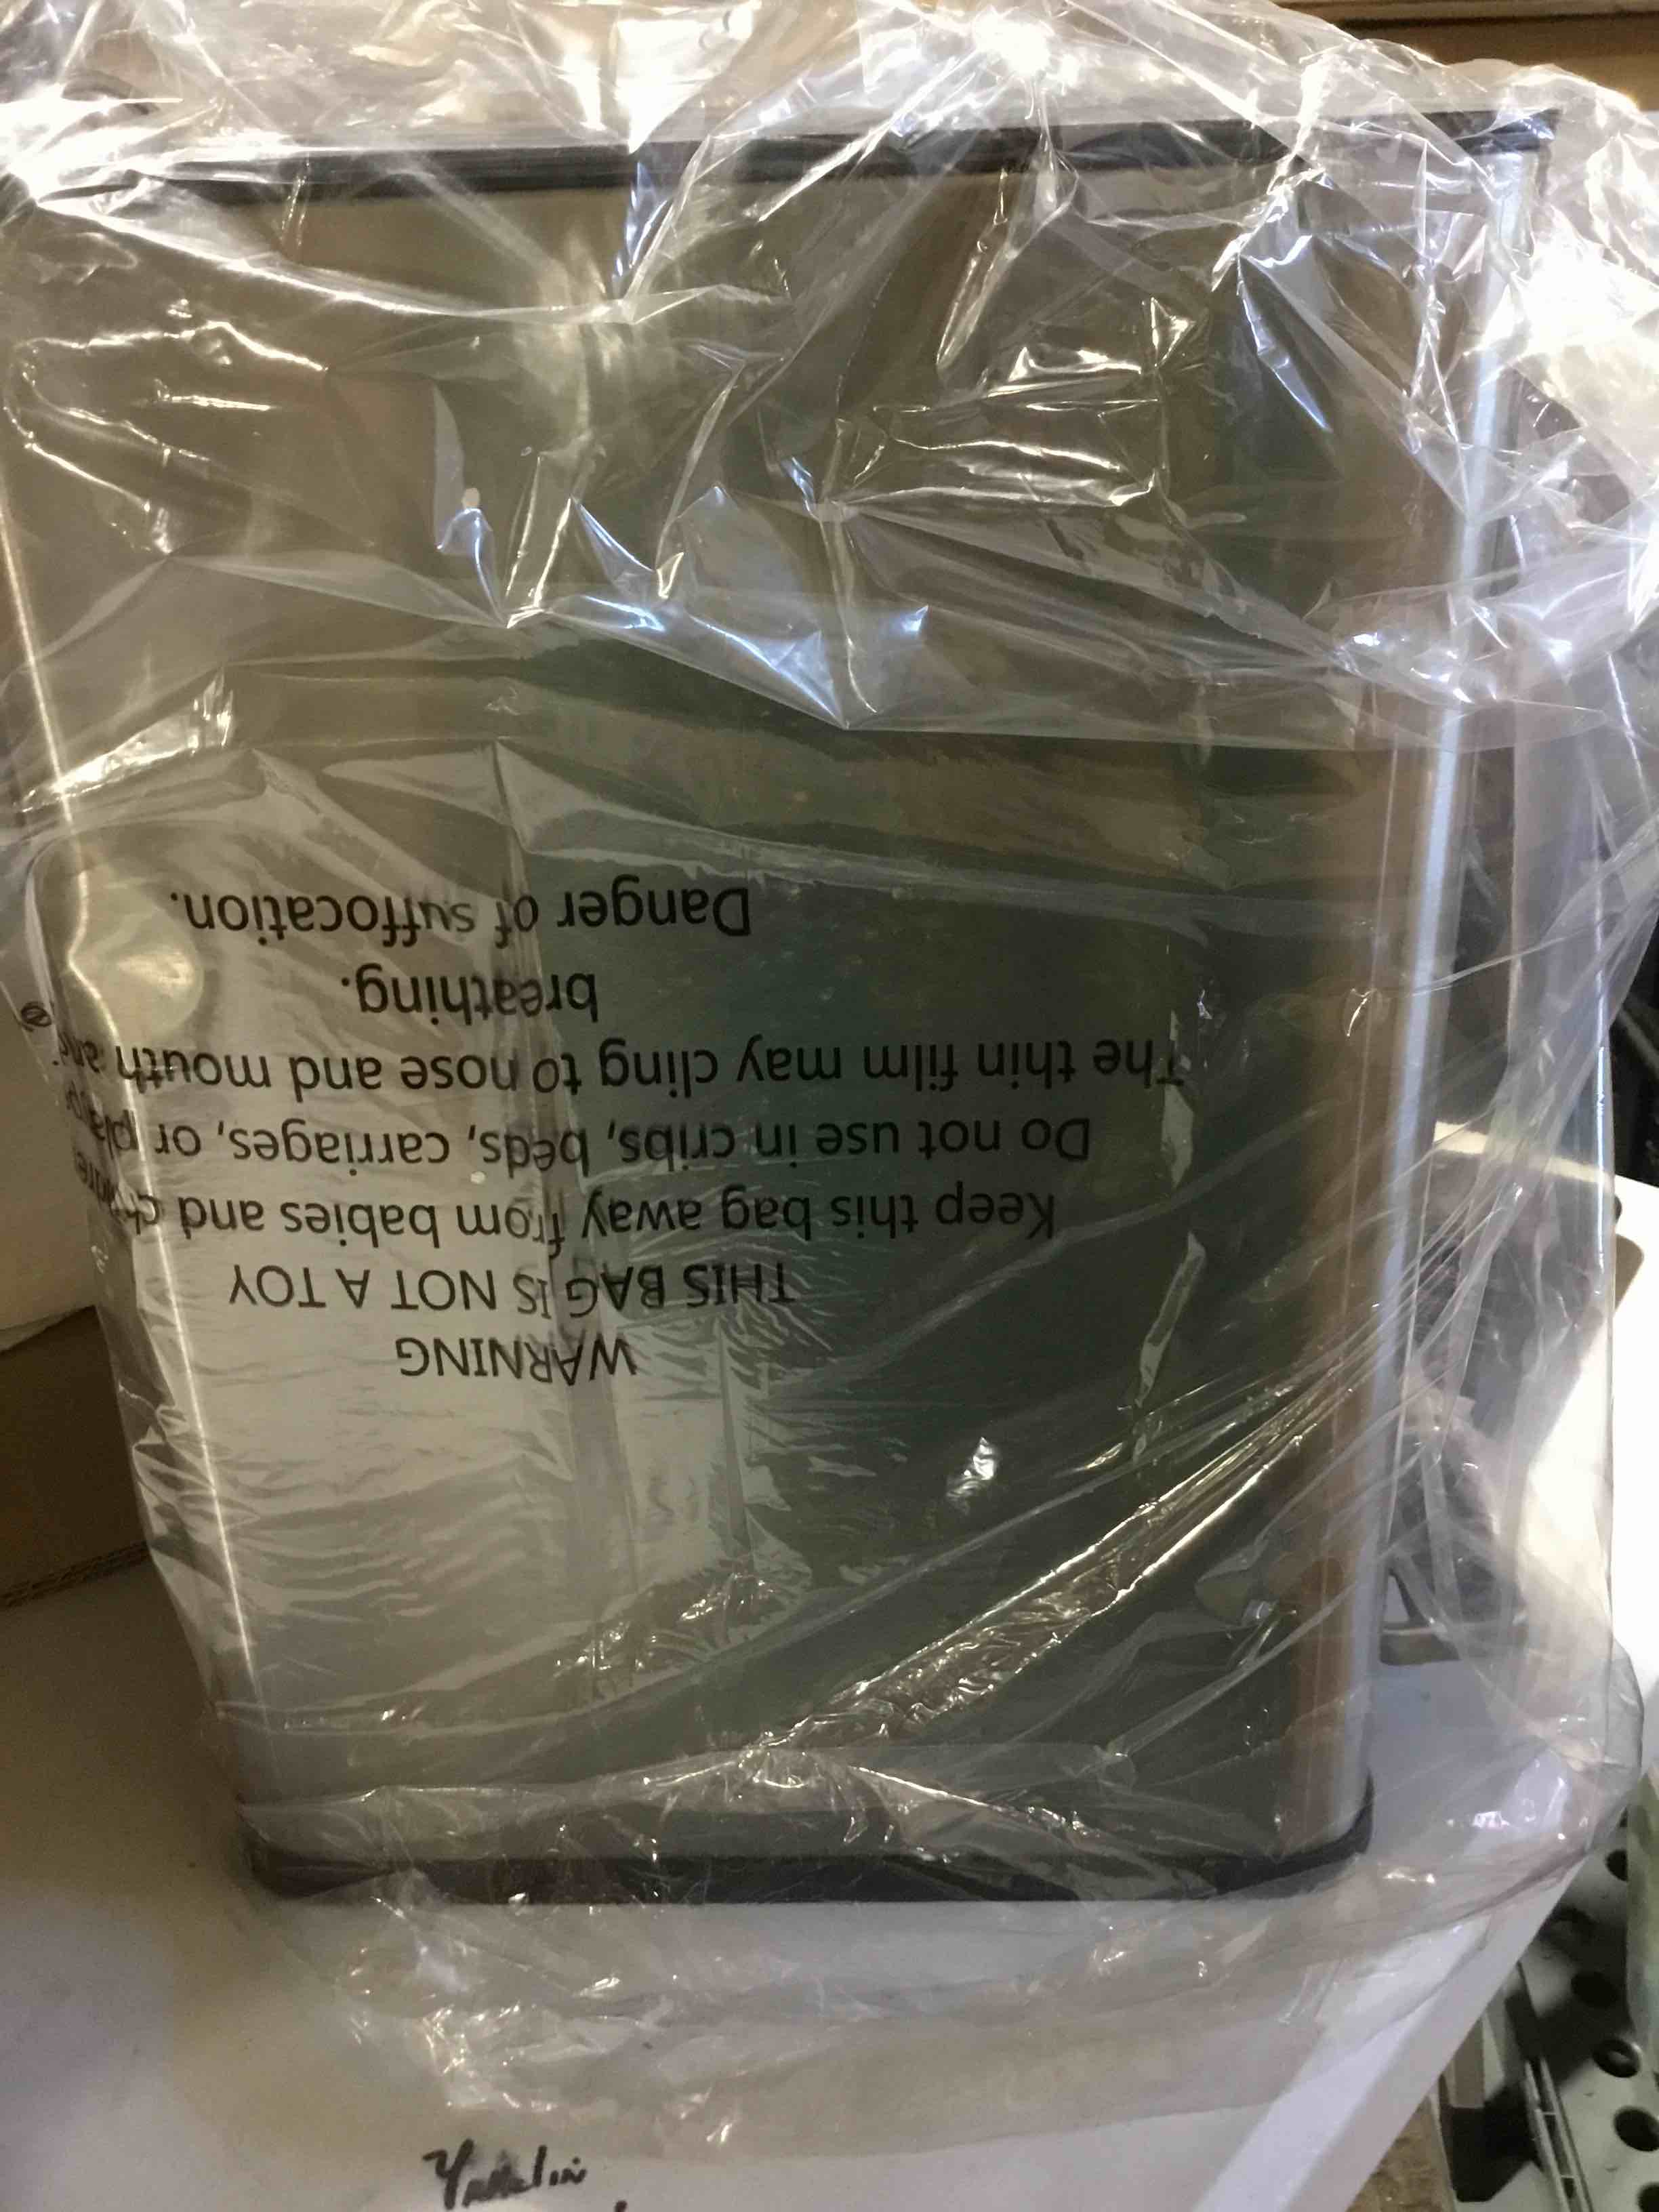 WARNING
THIS BAG IS NOT A TOY
Keep this bag away from babies and
Do not use in cribs, beds, carriages, or
The thin film may cling to nose and mouth and
breathing.
Danger of suffocation.